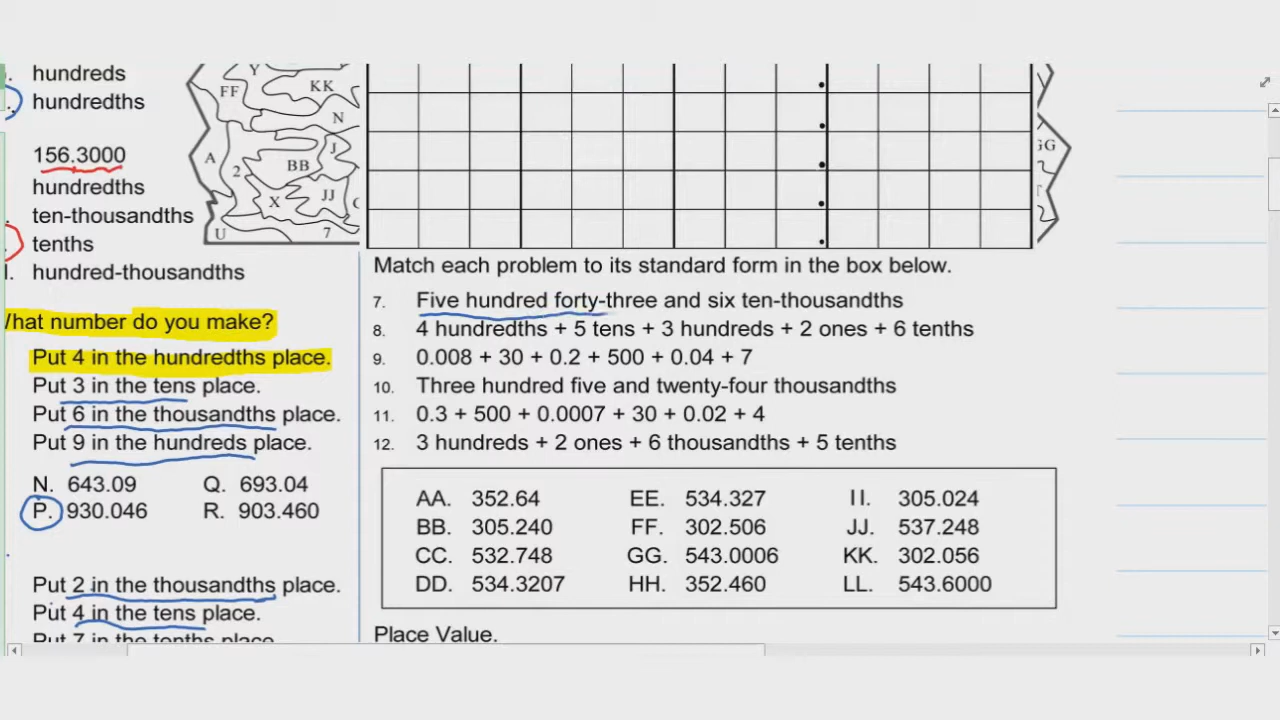 hundreds
hundredths
156.3000
hundredths
ten-thousandths
tenths
hundred-thousandths
hat number do you make?
Put 4 in the hundredths place.
Put 3 in the tens place.
Put 6 in the thousandths place.
Put 9 in the hundreds place.
N. 643.09 Q. 693.04
P. 930.046 R. 903.460
Put 2 in the thousandths place.
Put 4 in the tens place.
Put 7 in the tenths place
Y
FF
KK
N
A
J
2
BB
X
JJ
U
7
GG
Match each problem to its standard form in the box below.
7. Five hundred forty-three and six ten-thousandths
8. 4 hundredths + 5 tens + 3 hundreds + 2 ones + 6 tenths
9. 0.008 + 30 + 0.2 + 500 + 0.04 + 7
10. Three hundred five and twenty-four thousandths
11. 0.3 + 500 + 0.0007 + 30 + 0.02 + 4
12. 3 hundreds + 2 ones + 6 thousandths + 5 tenths
AA. 352.64 EE. 534.327 II. 305.024
BB. 305.240 FF. 302.506 JJ. 537.248
CC. 532.748 GG. 543.0006 KK. 302.056
DD. 534.3207 HH. 352.460 LL. 543.6000
Place Value.